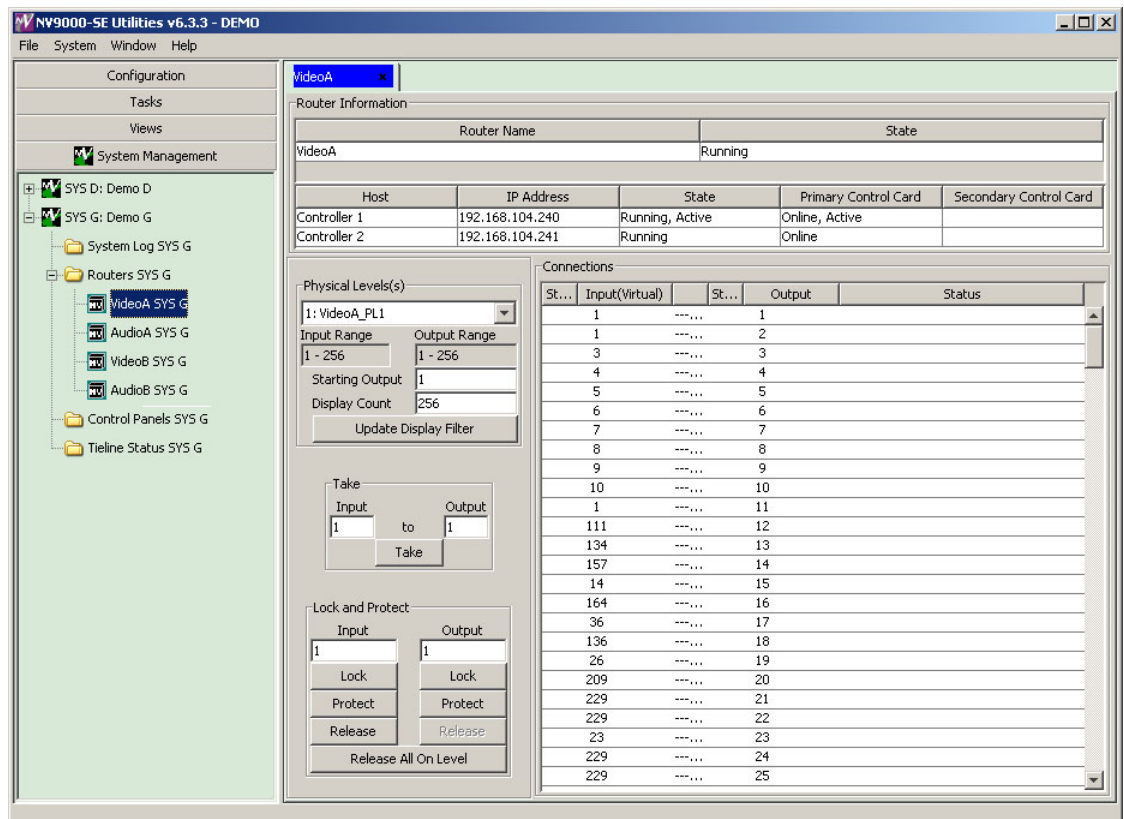 NV9000-SE Utilities v6.3.3 - DEMO
File System Window Help
Configuration
Tasks
Views
System Management
SYS D: Demo D
SYS G: Demo G
System Log SYS G
Routers SYS G
VideoA SYS G
AudioA SYS G
VideoB SYS G
AudioB SYS G
Control Panels SYS G
Tieline Status SYS G
VideoA
Router Information
Router Name State
VideoA Running
Host IP Address State Primary Control Card Secondary Control Card
Controller 1 192.168.104.240 Running, Active Online, Active
Controller 2 192.168.104.241 Running Online
Physical Levels(s)
1: VideoA_PL1
Input Range Output Range
1 - 256 1 - 256
Starting Output 1
Display Count 256
Update Display Filter
Take
Input Output
1 to 1
Take
Lock and Protect
Input Output
1 1
Lock Lock
Protect Protect
Release Release
Release All On Level
Connections
St... Input(Virtual) St... Output Status
1 ---... 1
1 ---... 2
3 ---... 3
4 ---... 4
5 ---... 5
6 ---... 6
7 ---... 7
8 ---... 8
9 ---... 9
10 ---... 10
1 ---... 11
111 ---... 12
134 ---... 13
157 ---... 14
14 ---... 15
164 ---... 16
36 ---... 17
136 ---... 18
26 ---... 19
209 ---... 20
229 ---... 21
229 ---... 22
23 ---... 23
229 ---... 24
229 ---... 25